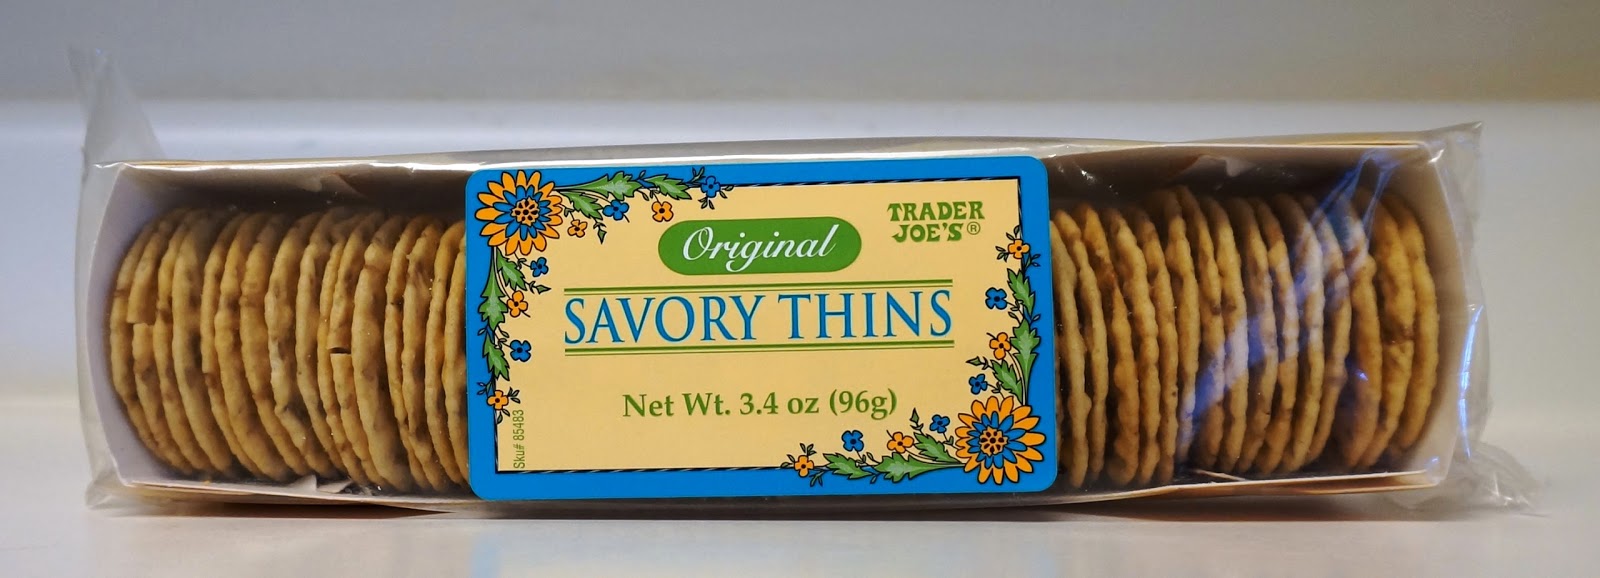 Original
TRADER
JOE'S®
SAVORY THINS
Net Wt. 3.4 oz (96g)
Sku# 85483